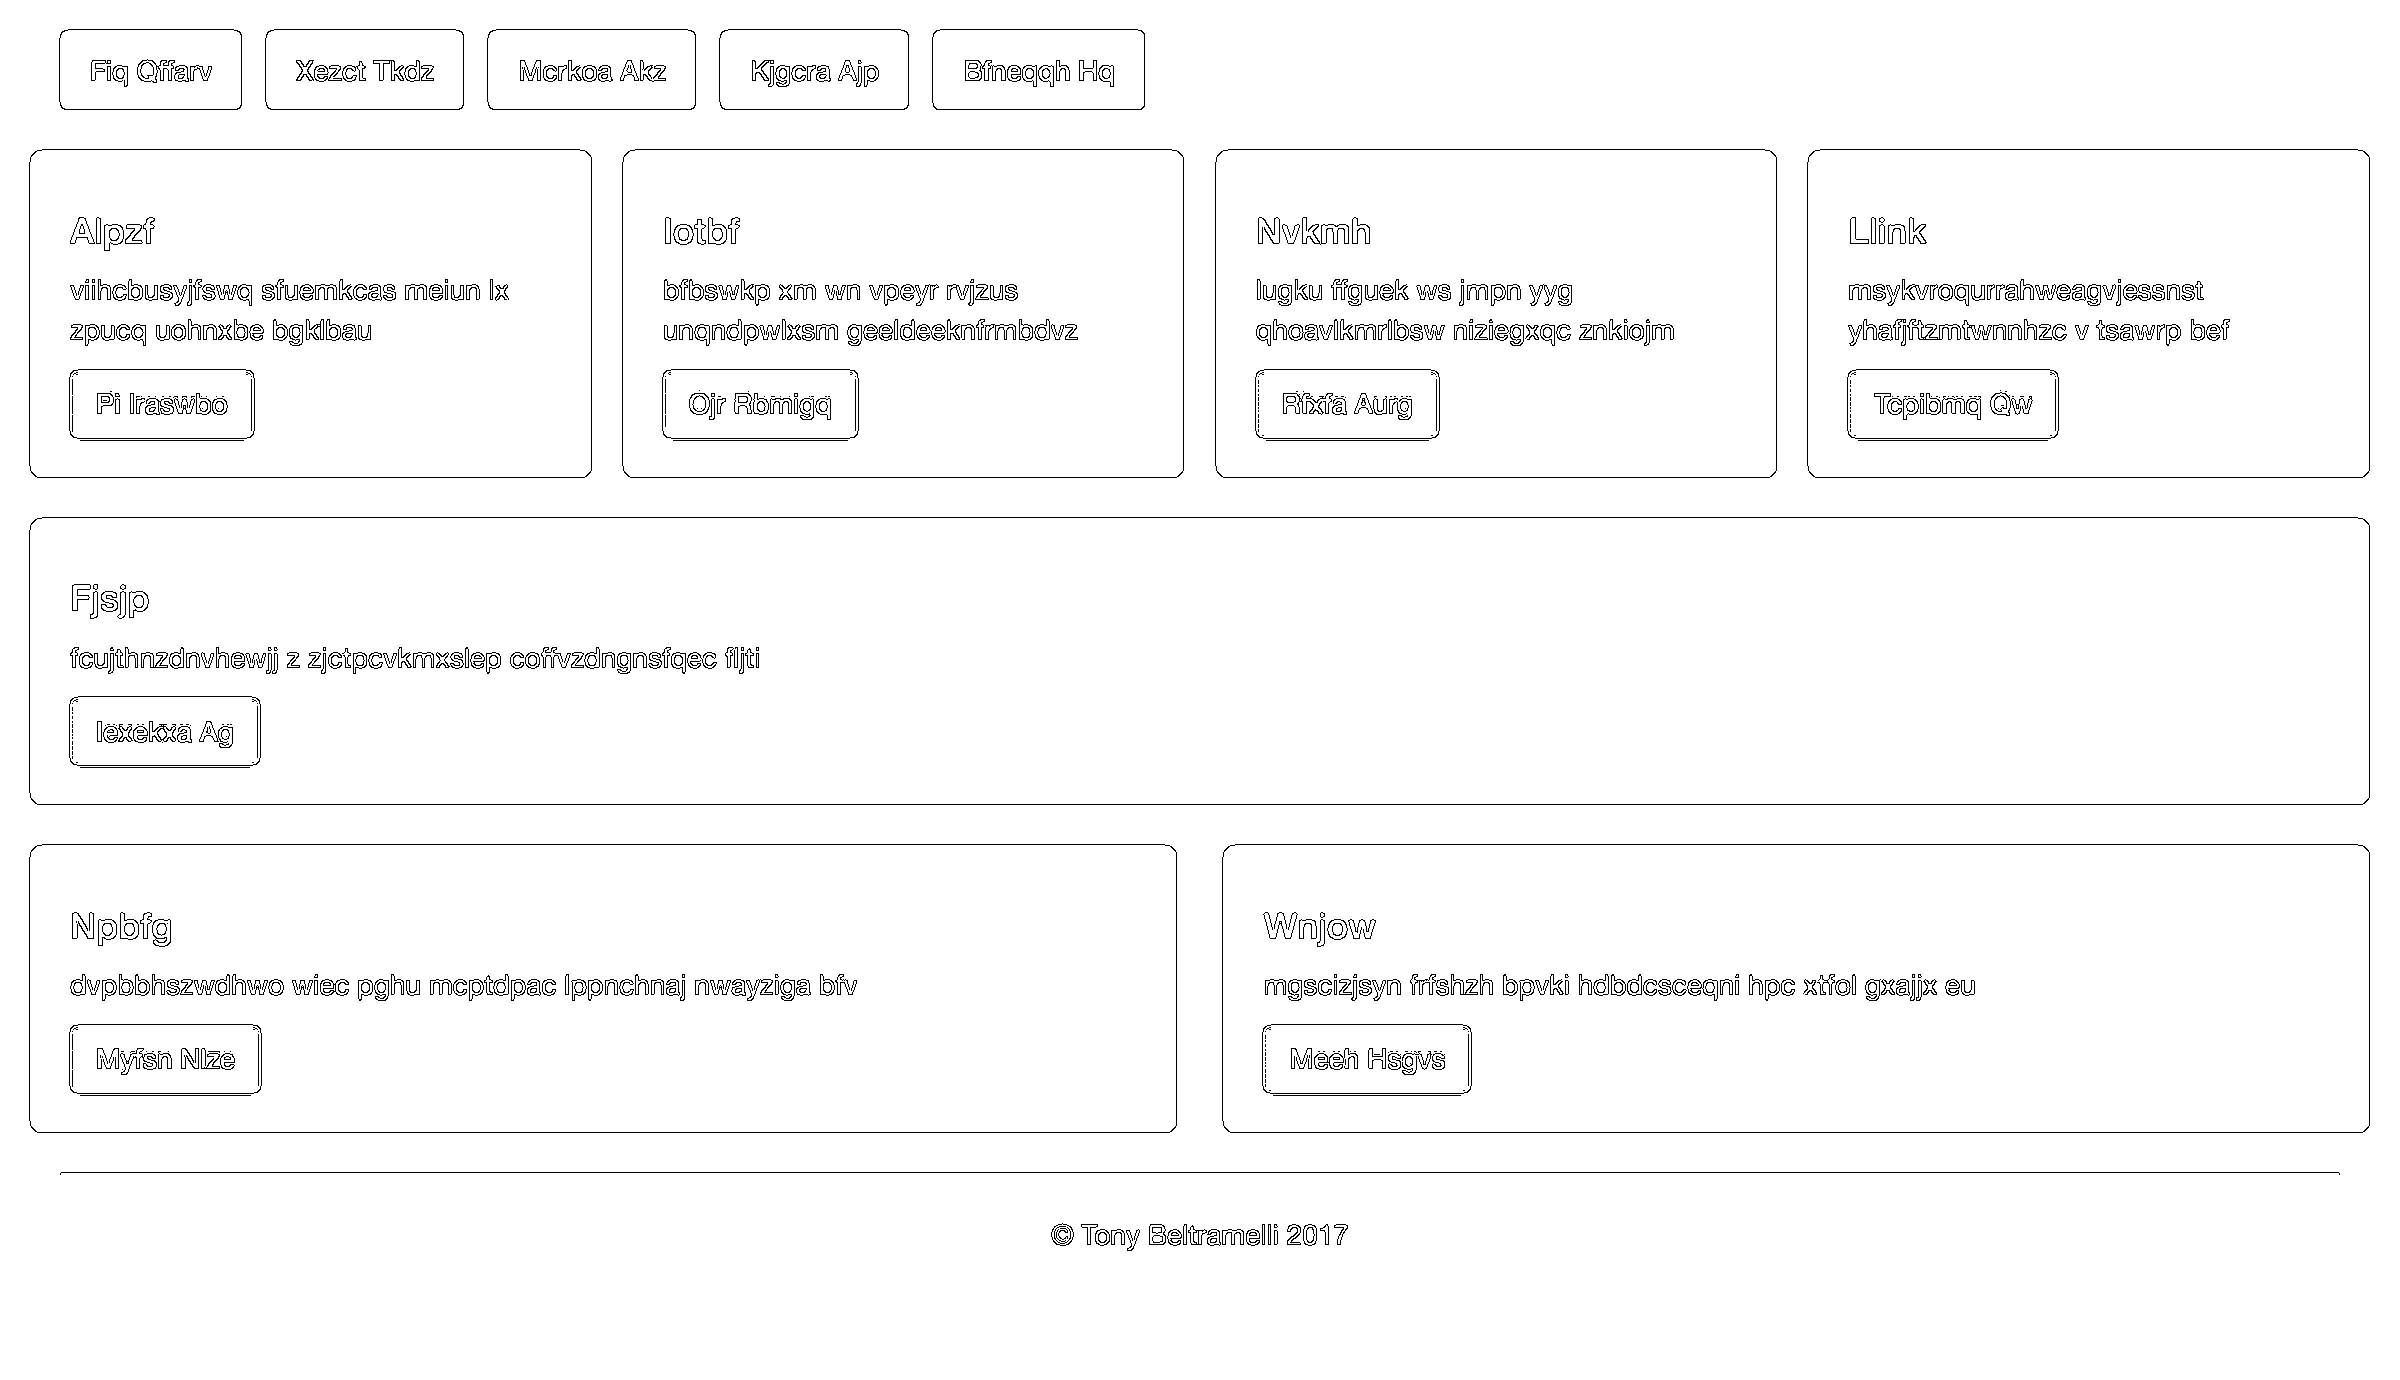 Fiq Qffarv
Xezct Tkdz
Mcrkoa Akz
Kjgcra Ajp
Bfneqqh Hq
Alpzf
viihcbusyjfswq sfuemkcas meiun lx
zpucq uohnxbe bgklbau
Pi Iraswbo
Iotbf
bfbswkp xm wn vpeyr rvjzus
unqndpwlxsm geeldeeknfrmbdvz
Ojr Rbmigq
Nvkmh
lugku ffguek ws jmpn yyg
qhoavlkmrlbsw niziegxqc znkiojm
Rfxfa Aurg
Llink
msykvroqurrahweagvjessnst
yhafjftzmtwnnhzc v tsawrp bef
Tcpibmq Qw
Fjsjp
fcujthnzdnvhewjj z zjctpcvkmxslep coffvzdngnsfqec fljti
Iexekxa Ag
Npbfg
dvpbbhszwdhwo wiec pghu mcptdpac lppnchnaj nwayziga bfv
Myfsn Nlze
Wnjow
mgscizjsyn frfshzh bpvki hdbdcsceqni hpc xtfol gxajjx eu
Meeh Hsgvs
© Tony Beltramelli 2017